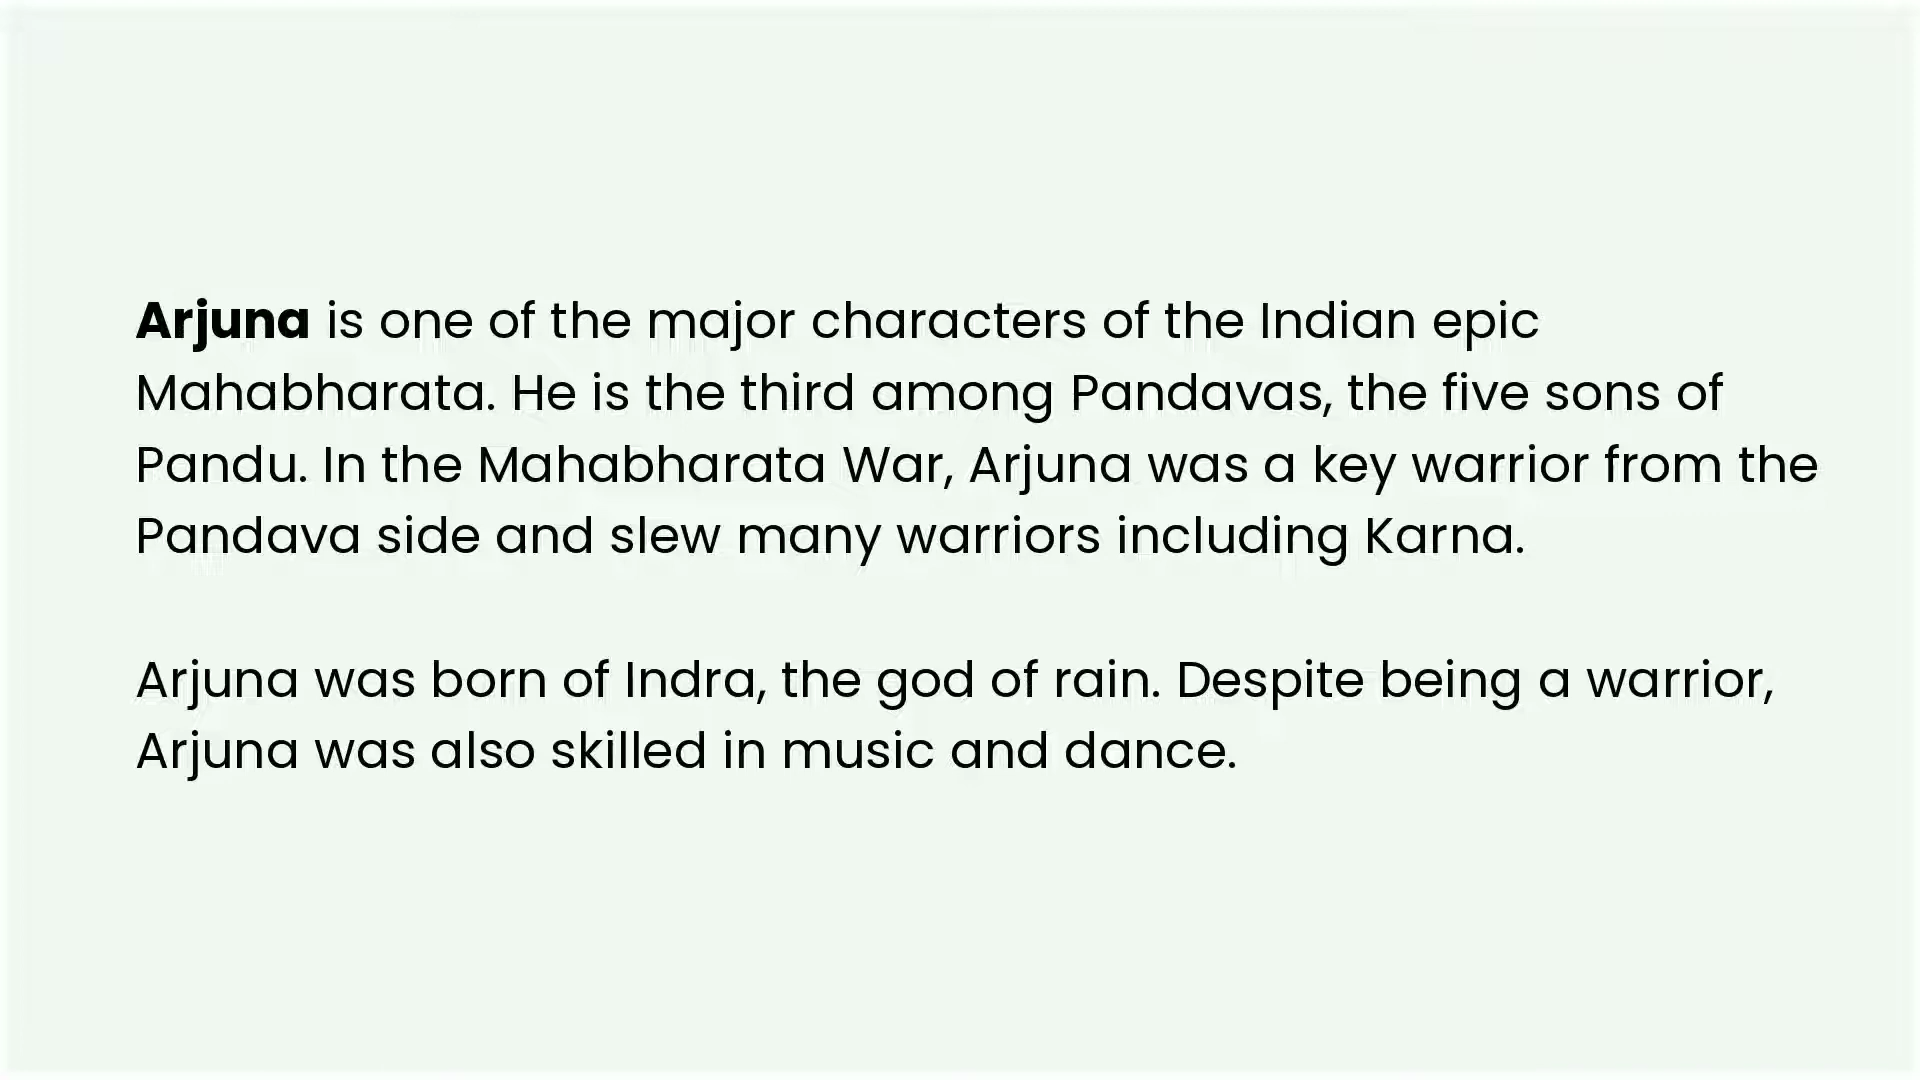 Arjuna is one of the major characters of the Indian epic
Mahabharata. He is the third among Pandavas, the five sons of
Pandu. In the Mahabharata War, Arjuna was a key warrior from the
Pandava side and slew many warriors including Karna.
Arjuna was born of Indra, the god of rain. Despite being a warrior,
Arjuna was also skilled in music and dance.